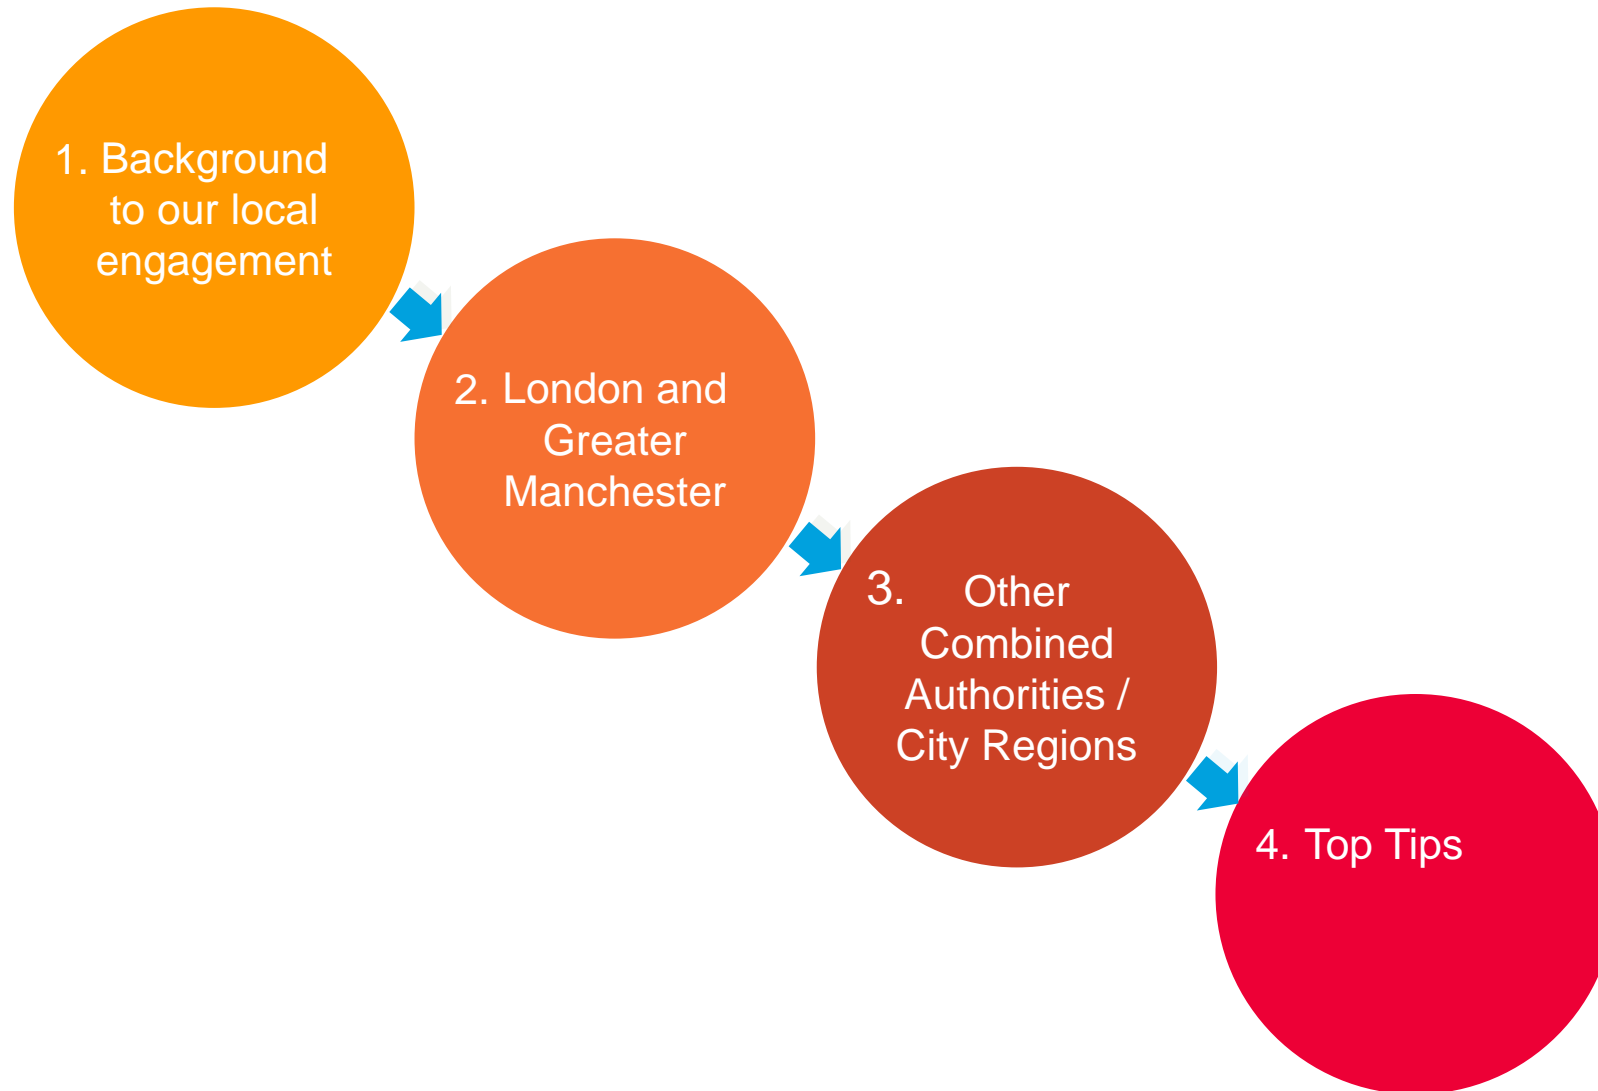 1. Background
to our local
engagement
2. London and
Greater
Manchester
3. Other
Combined
Authorities /
City Regions
4. Top Tips